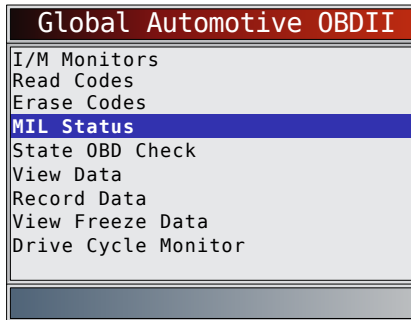 Global Automotive OBDII
I/M Monitors
Read Codes
Erase Codes
MIL Status
State OBD Check
View Data
Record Data
View Freeze Data
Drive Cycle Monitor